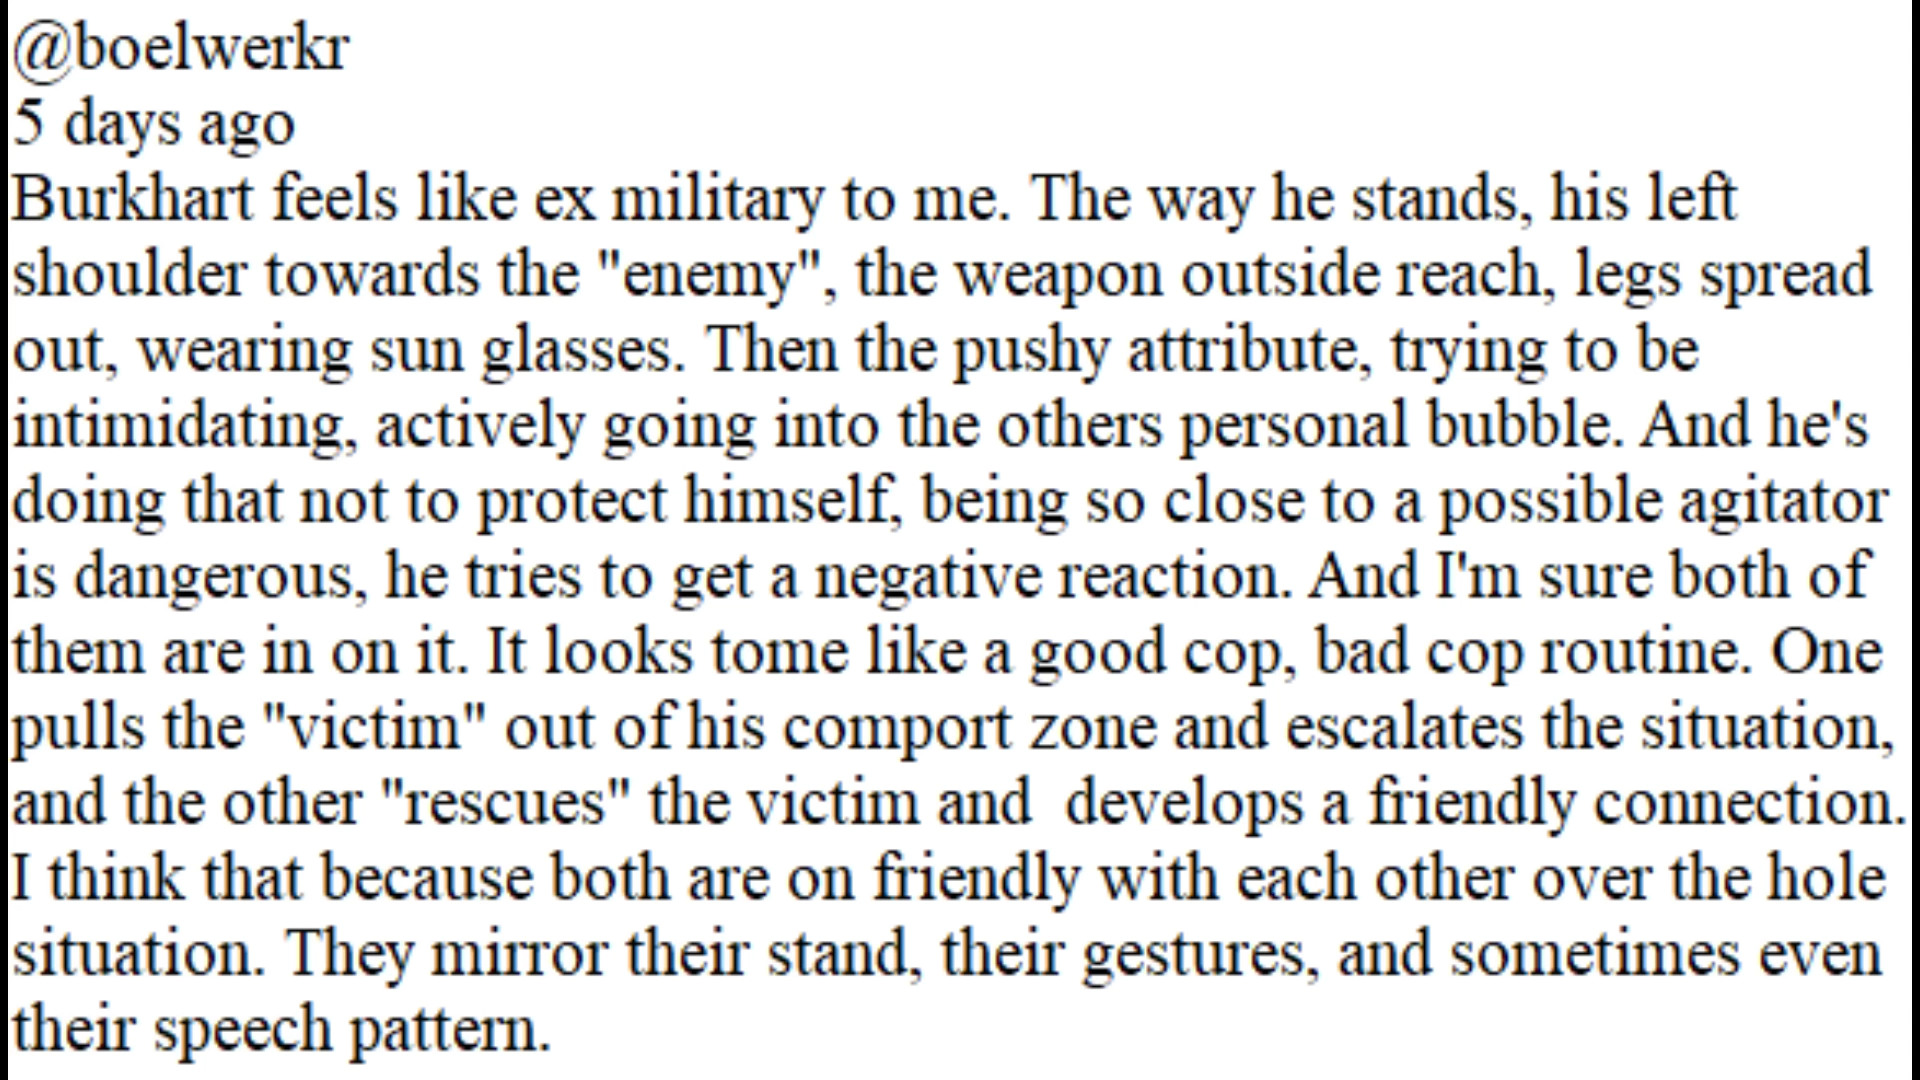 @boelwerkr
5 days ago
Burkhart feels like ex military to me. The way he stands, his left
shoulder towards the "enemy", the weapon outside reach, legs spread
out, wearing sun glasses. Then the pushy attribute, trying to be
intimidating, actively going into the others personal bubble. And he's
doing that not to protect himself, being so close to a possible agitator
is dangerous, he tries to get a negative reaction. And I'm sure both of
them are in on it. It looks tome like a good cop, bad cop routine. One
pulls the "victim" out of his comport zone and escalates the situation,
and the other "rescues" the victim and  develops a friendly connection.
I think that because both are on friendly with each other over the hole
situation. They mirror their stand, their gestures, and sometimes even
their speech pattern.